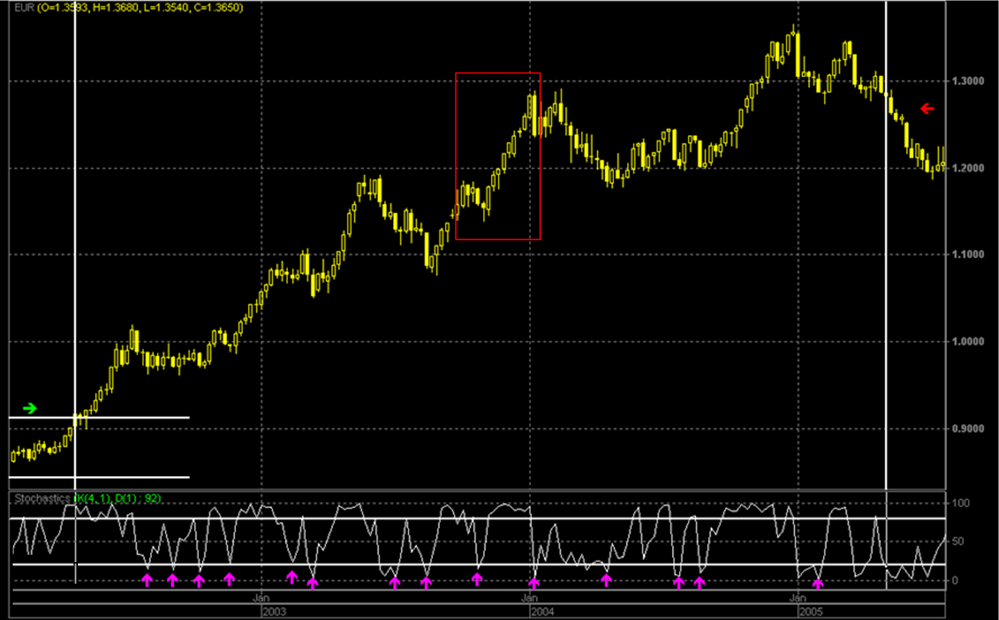 EUR (O=1.3593, H=1.3680, L=1.3540, C=1.3650)
1.3000
1.2000
1.1000
1.0000
0.9000
Stochastics (K(4, 1), D(1) : 92)
100
50
0
Jan Jan Jan
2003 2004 2005